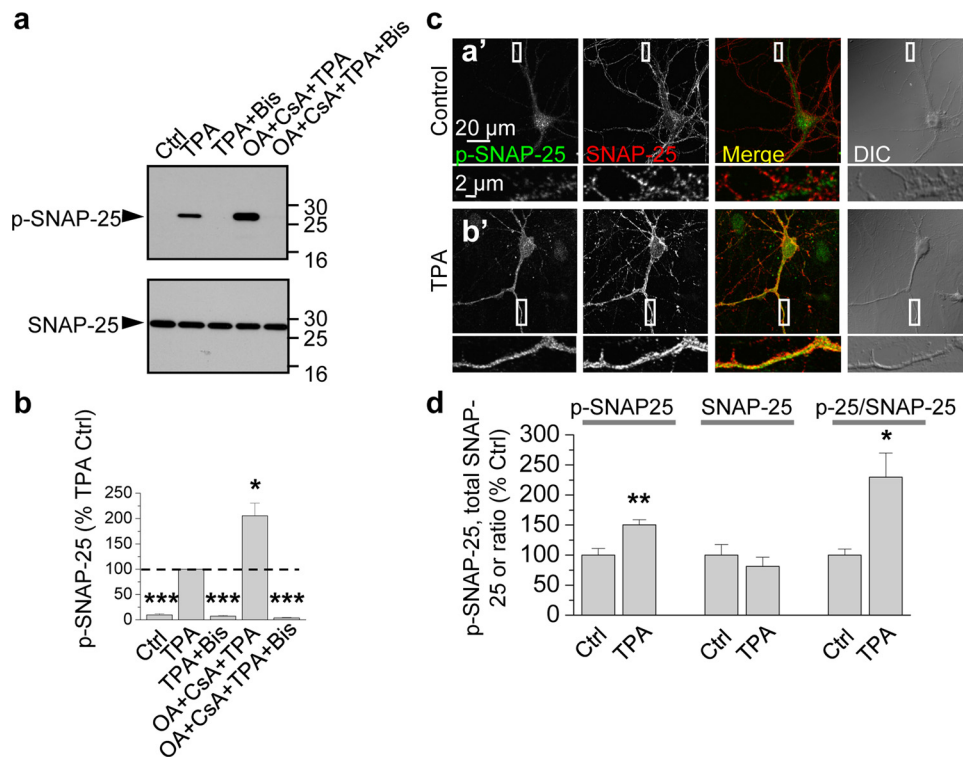 a
Ctrl
TPA
TPA+Bis
OA+CsA+TPA
OA+CsA+TPA+Bis
p-SNAP-25
30
25
16
SNAP-25
30
25
16
b
p-SNAP-25 (% TPA Ctrl)
250
200
150
100
50
0
***
***
*
***
Ctrl
TPA
TPA+Bis
OA+CsA+TPA
OA+CsA+TPA+Bis
c
Control
a'
20 µm
p-SNAP-25
SNAP-25
Merge
DIC
2 µm
TPA
b'
d
p-SNAP25
SNAP-25
p-25/SNAP-25
p-SNAP-25, total SNAP-
25 or ratio (% Ctrl)
300
250
200
150
100
50
0
**
*
Ctrl
TPA
Ctrl
TPA
Ctrl
TPA